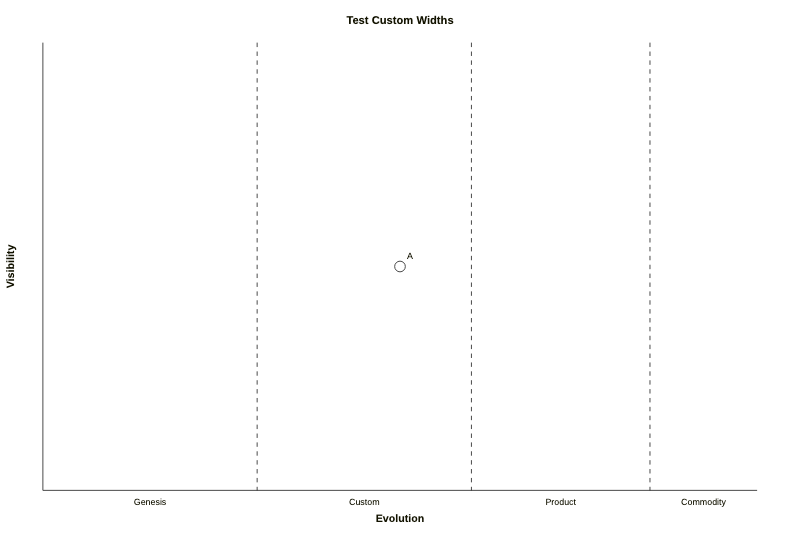 Test Custom Widths
Visibility
A
Genesis
Custom
Product
Commodity
Evolution